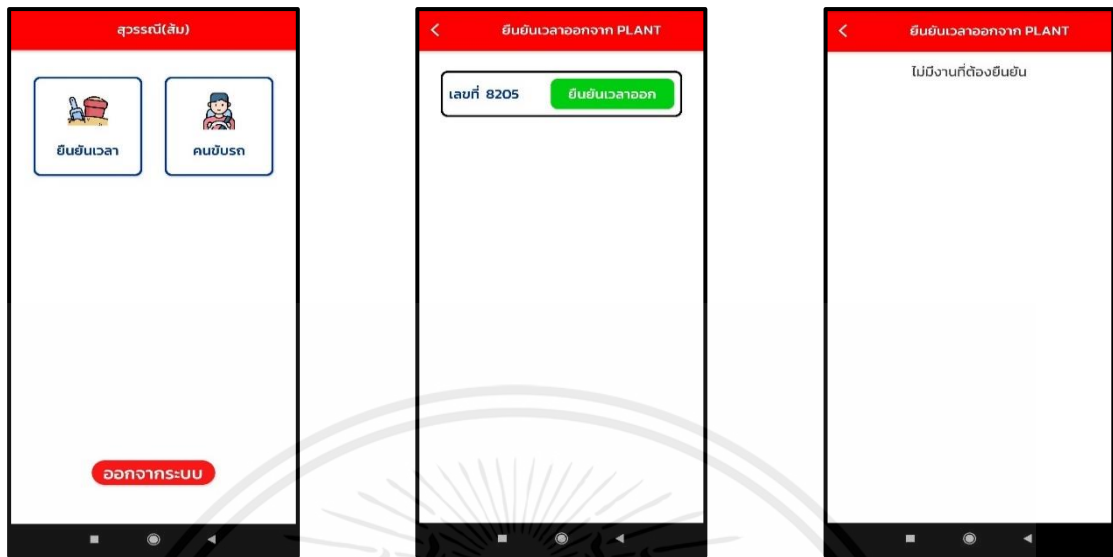 สุวรรณี(ส้ม)
ยืนยันเวลา
คนขับรถ
ออกจากระบบ
ยืนยันเวลาออกจาก PLANT
เลขที่ 8205
ยืนยันเวลาออก
ยืนยันเวลาออกจาก PLANT
ไม่มีงานที่ต้องยืนยัน